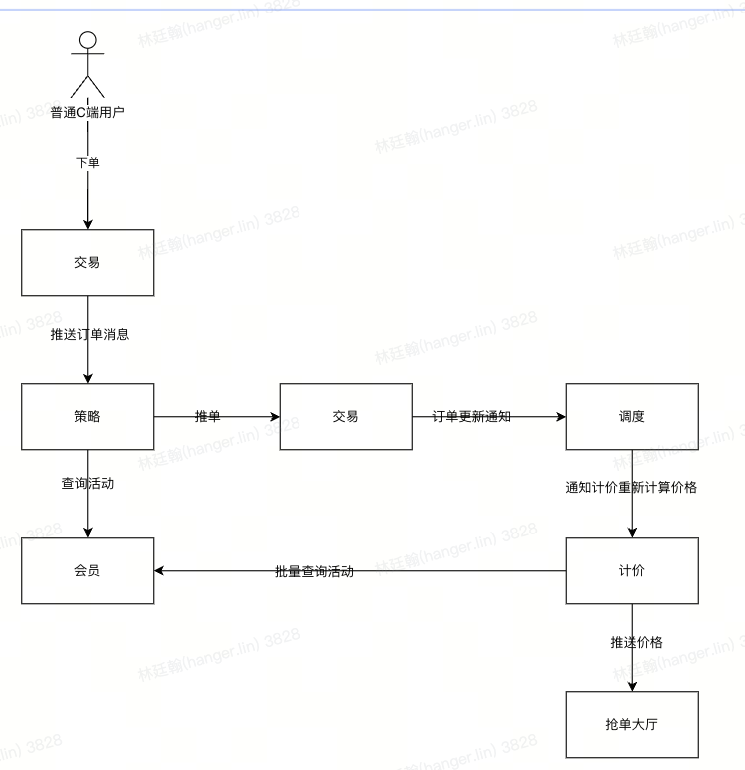 普通C端用户
下单
交易
推送订单消息
策略
推单
交易
订单更新通知
调度
查询活动
通知计价重新计算价格
会员
批量查询活动
计价
推送价格
抢单大厅
林廷翰(hanger.lin) 3828